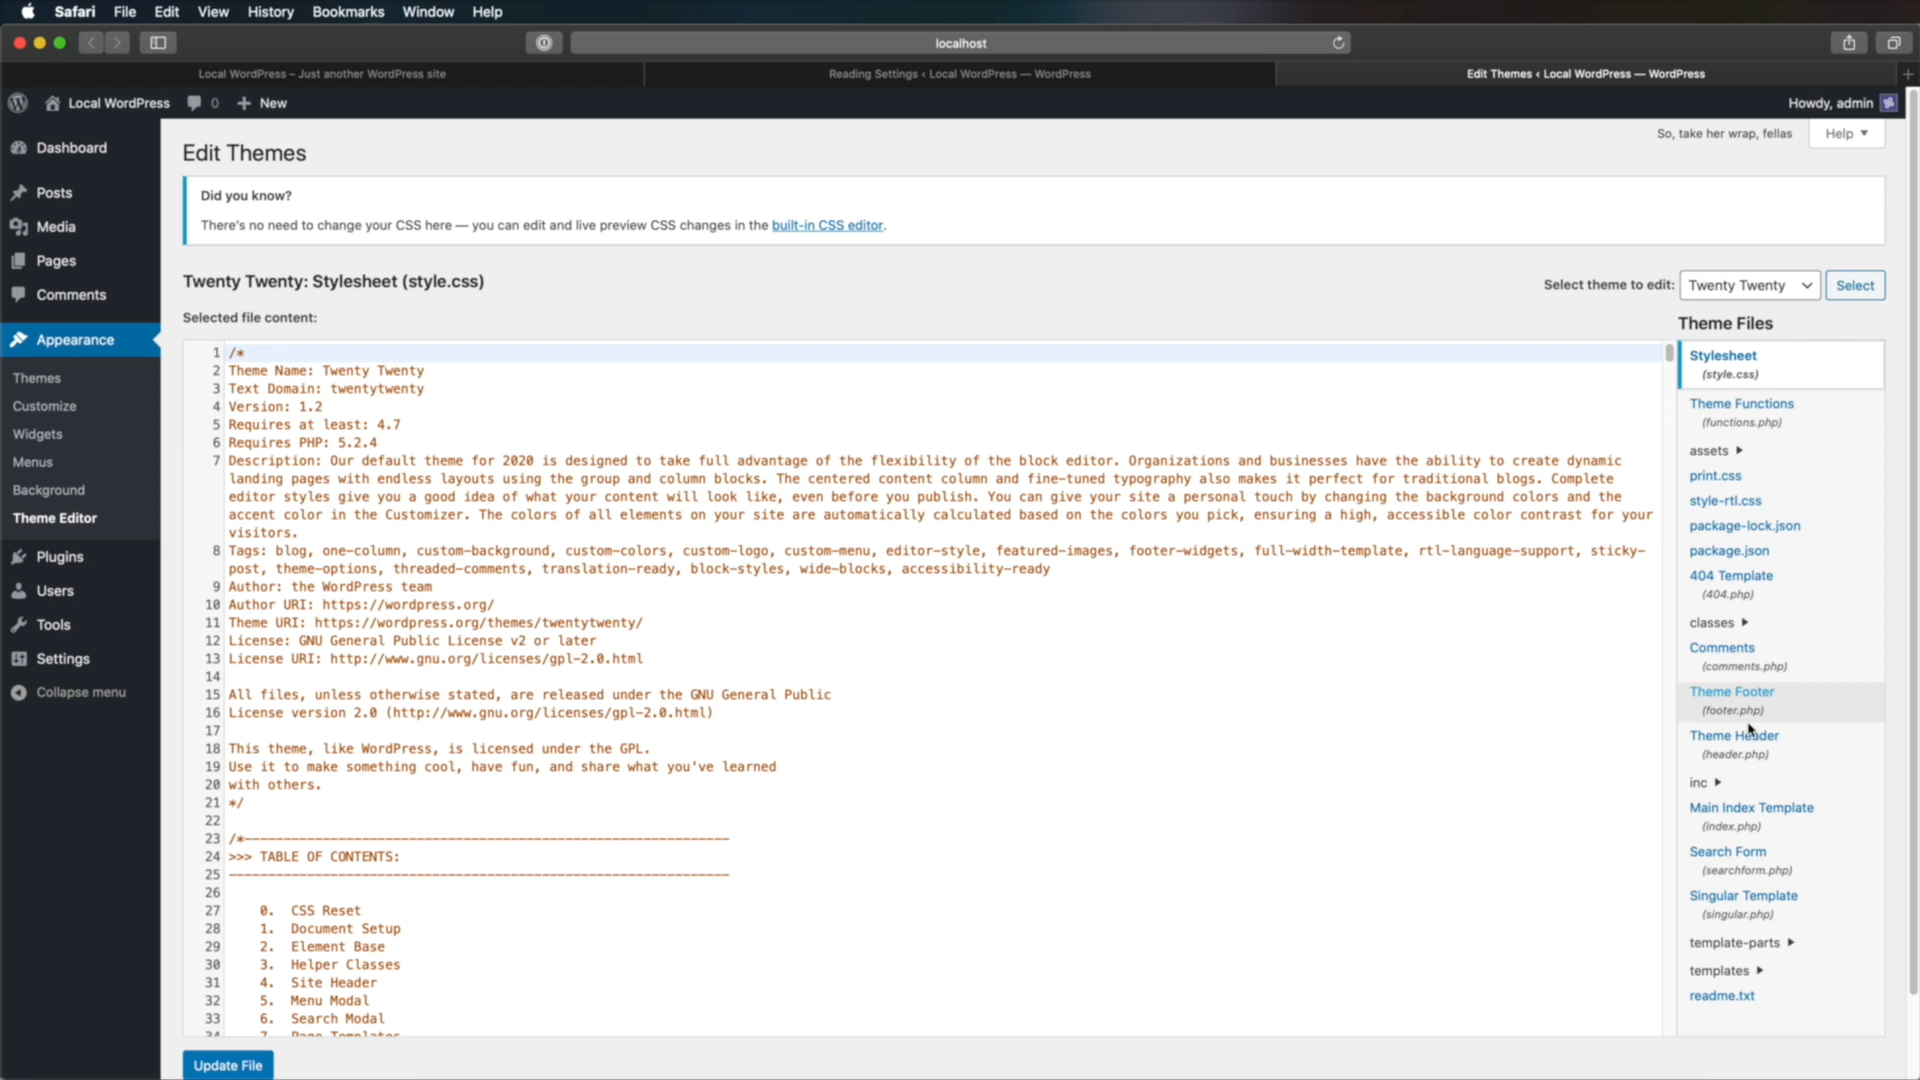 Safari File Edit View History Bookmarks Window Help
localhost
Local WordPress – Just another WordPress site
Reading Settings ‹ Local WordPress — WordPress
Edit Themes ‹ Local WordPress — WordPress
Local WordPress 0 New
Howdy, admin
Dashboard
Posts
Media
Pages
Comments
Appearance
Themes
Customize
Widgets
Menus
Background
Theme Editor
Plugins
Users
Tools
Settings
Collapse menu
So, take her wrap, fellas
Help
Edit Themes
Did you know?
There's no need to change your CSS here — you can edit and live preview CSS changes in the built-in CSS editor.
Twenty Twenty: Stylesheet (style.css)
Select theme to edit: Twenty Twenty Select
Selected file content:
1 /*
2 Theme Name: Twenty Twenty
3 Text Domain: twentytwenty
4 Version: 1.2
5 Requires at least: 4.7
6 Requires PHP: 5.2.4
7 Description: Our default theme for 2020 is designed to take full advantage of the flexibility of the block editor. Organizations and businesses have the ability to create dynamic
landing pages with endless layouts using the group and column blocks. The centered content column and fine-tuned typography also makes it perfect for traditional blogs. Complete
editor styles give you a good idea of what your content will look like, even before you publish. You can give your site a personal touch by changing the background colors and the
accent color in the Customizer. The colors of all elements on your site are automatically calculated based on the colors you pick, ensuring a high, accessible color contrast for your
visitors.
8 Tags: blog, one-column, custom-background, custom-colors, custom-logo, custom-menu, editor-style, featured-images, footer-widgets, full-width-template, rtl-language-support, sticky-
post, theme-options, threaded-comments, translation-ready, block-styles, wide-blocks, accessibility-ready
9 Author: the WordPress team
10 Author URI: https://wordpress.org/
11 Theme URI: https://wordpress.org/themes/twentytwenty/
12 License: GNU General Public License v2 or later
13 License URI: http://www.gnu.org/licenses/gpl-2.0.html
14
15 All files, unless otherwise stated, are released under the GNU General Public
16 License version 2.0 (http://www.gnu.org/licenses/gpl-2.0.html)
17
18 This theme, like WordPress, is licensed under the GPL.
19 Use it to make something cool, have fun, and share what you've learned
20 with others.
21 */
22
23 /*--------------------------------------------------------------
24 >>> TABLE OF CONTENTS:
25 ----------------------------------------------------------------
26
27 0. CSS Reset
28 1. Document Setup
29 2. Element Base
30 3. Helper Classes
31 4. Site Header
32 5. Menu Modal
33 6. Search Modal
34 7. Page Templates
Update File
Theme Files
Stylesheet
(style.css)
Theme Functions
(functions.php)
assets
print.css
style-rtl.css
package-lock.json
package.json
404 Template
(404.php)
classes
Comments
(comments.php)
Theme Footer
(footer.php)
Theme Header
(header.php)
inc
Main Index Template
(index.php)
Search Form
(searchform.php)
Singular Template
(singular.php)
template-parts
templates
readme.txt